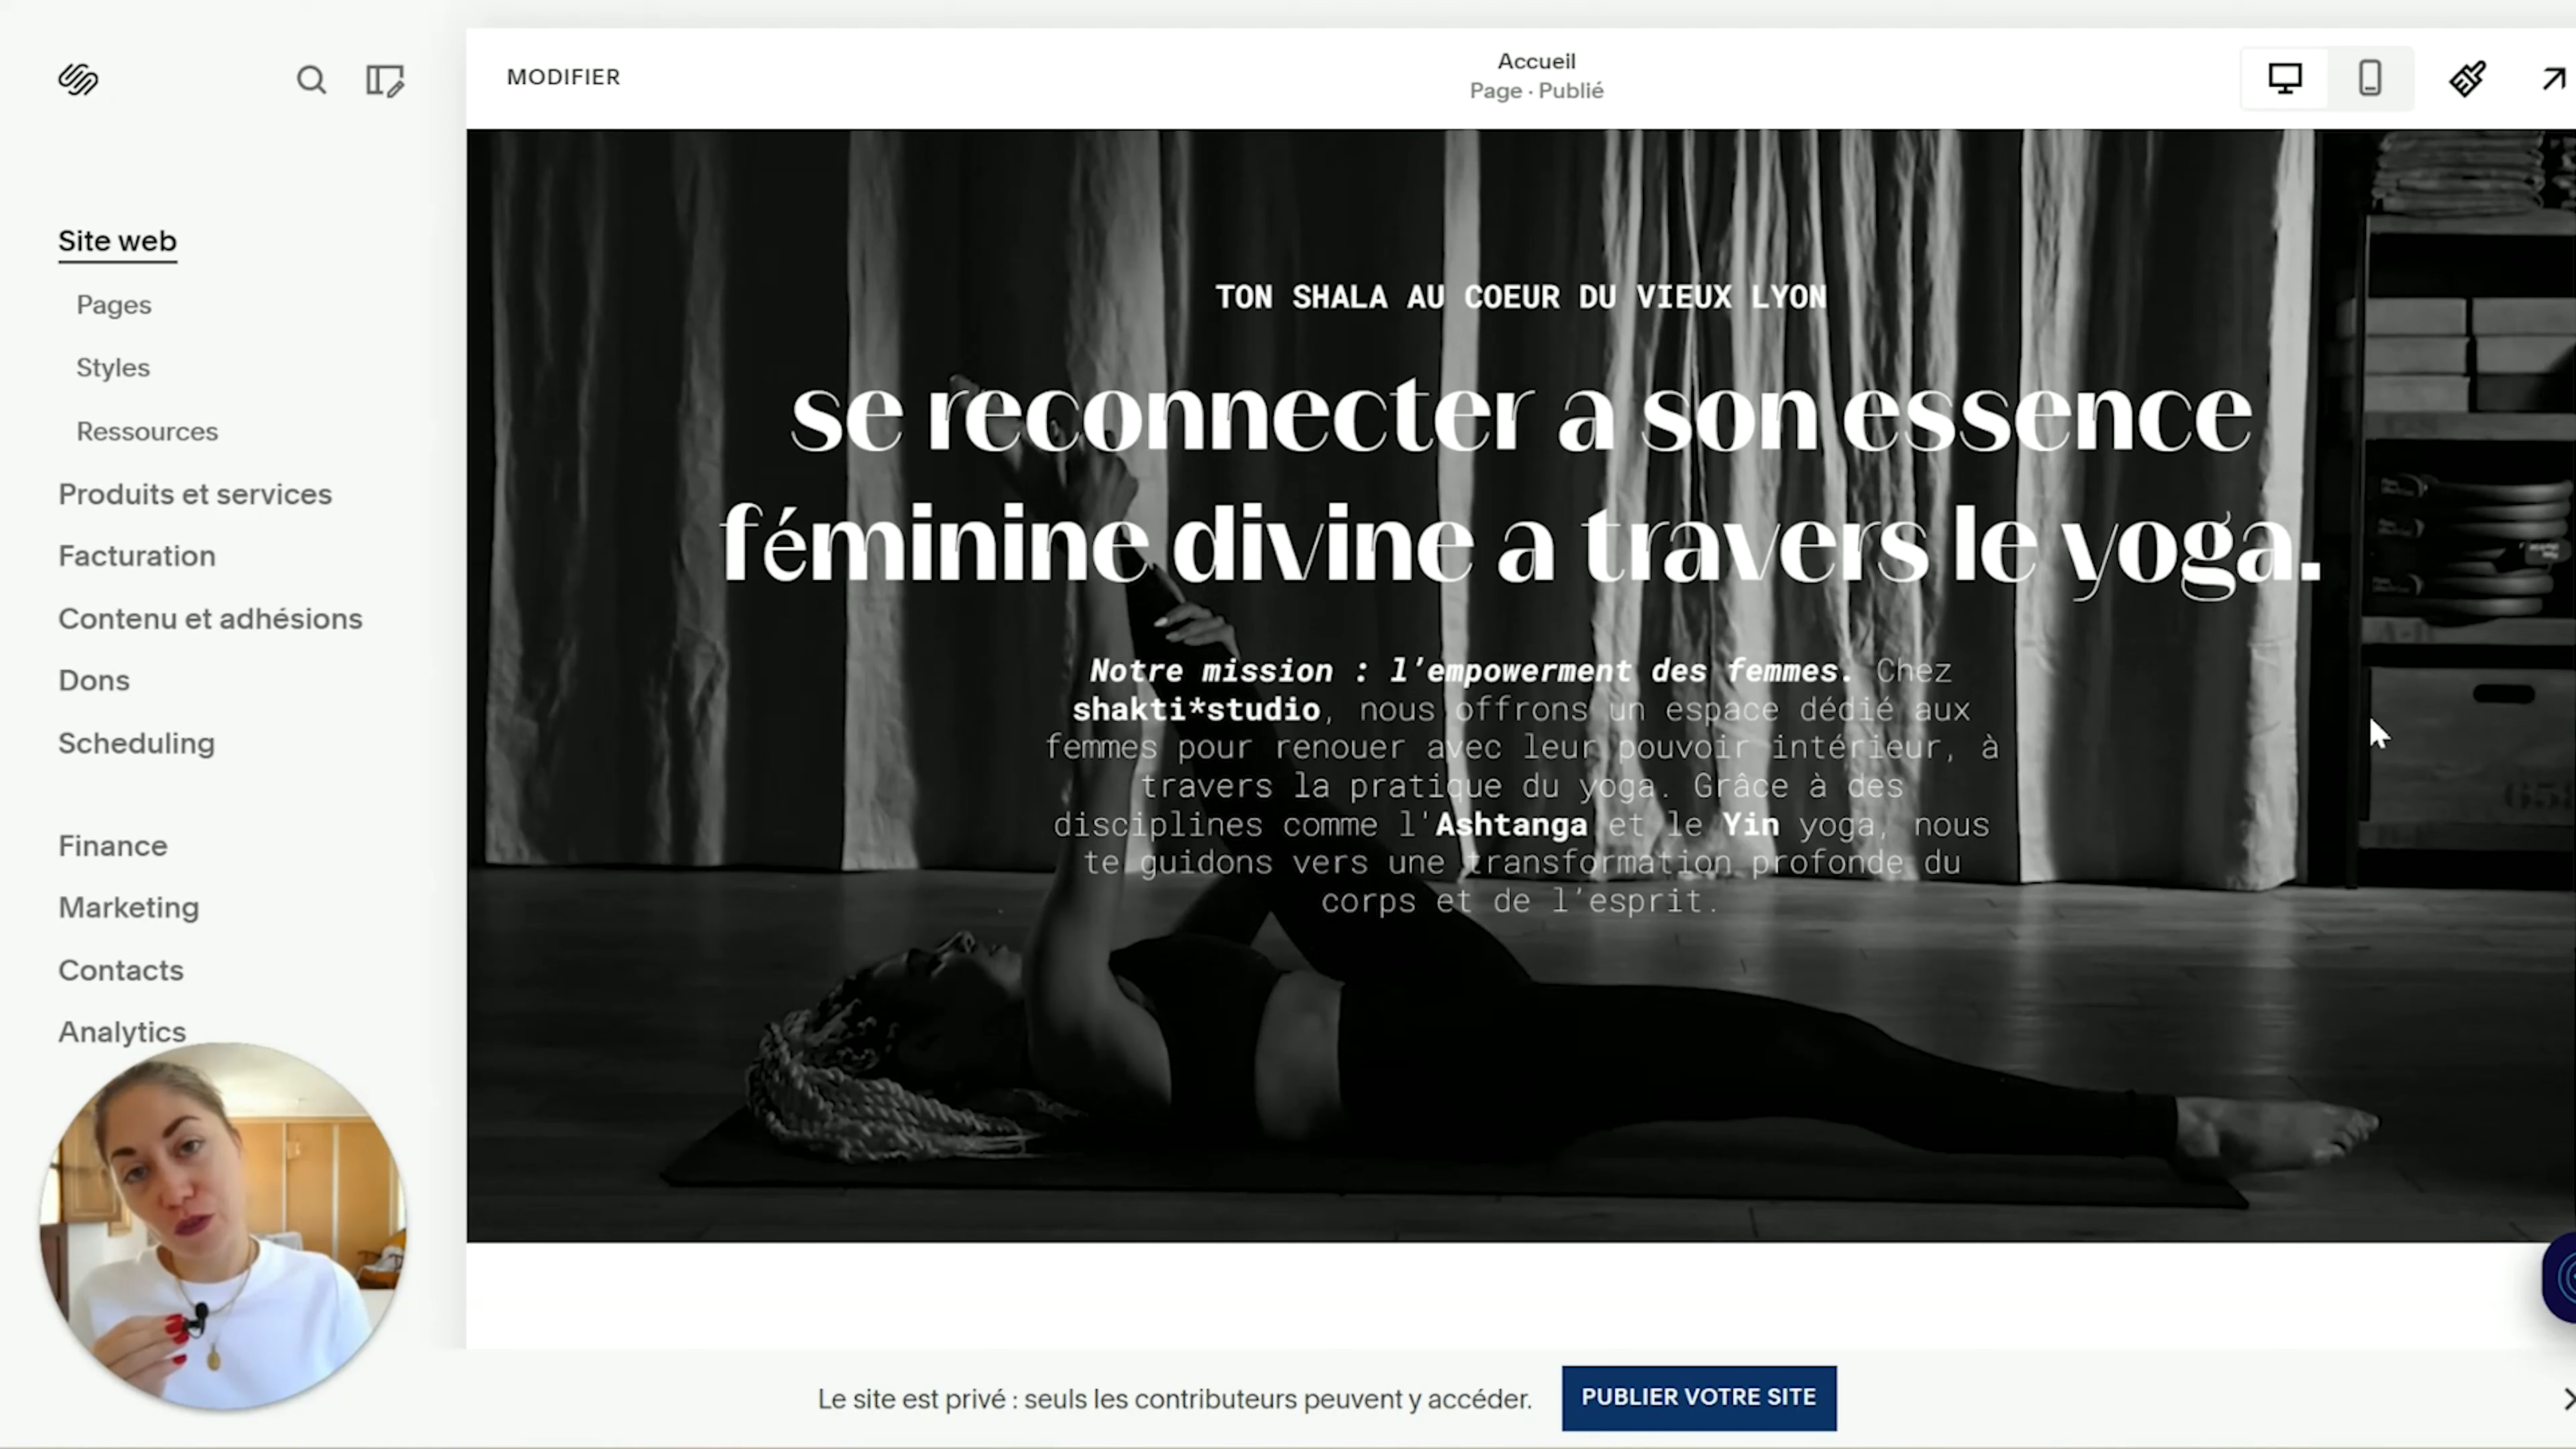 MODIFIER
Accueil
Page · Publié
Site web
Pages
Styles
Ressources
Produits et services
Facturation
Contenu et adhésions
Dons
Scheduling
Finance
Marketing
Contacts
Analytics
TON SHALA AU COEUR DU VIEUX LYON
se reconnecter a son essence
féminine divine a travers le yoga.
Notre mission : l’empowerment des femmes. Chez
shakti*studio, nous offrons un espace dédié aux
femmes pour renouer avec leur pouvoir intérieur, à
travers la pratique du yoga. Grâce à des
disciplines comme l'Ashtanga et le Yin yoga, nous
te guidons vers une transformation profonde du
corps et de l’esprit.
Le site est privé : seuls les contributeurs peuvent y accéder.
PUBLIER VOTRE SITE